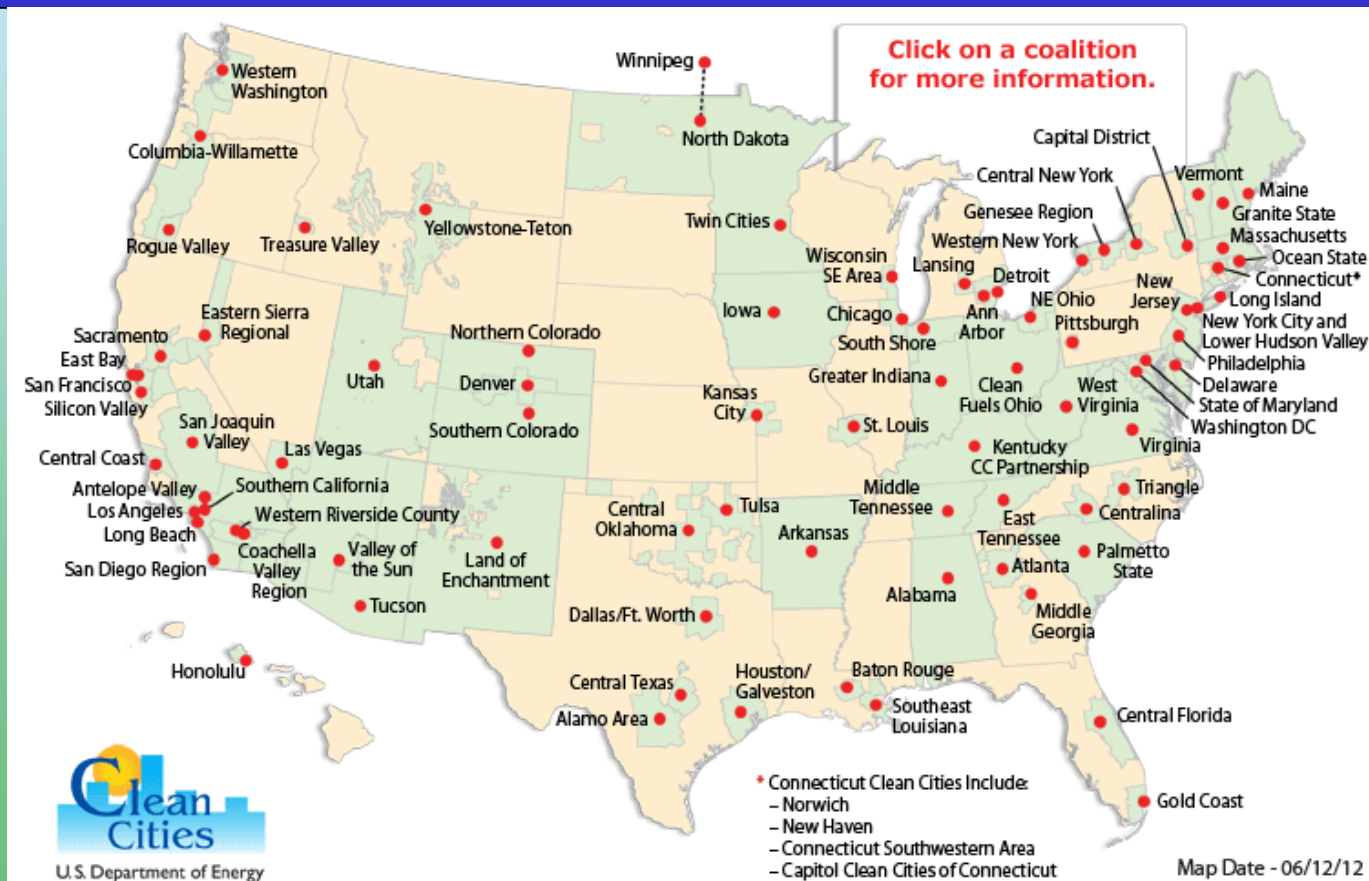 Click on a coalition
for more information.
Winnipeg
Western
Washington
North Dakota
Capital District
Columbia-Willamette
Central New York
Vermont
Maine
Genesee Region
Granite State
Rogue Valley
Treasure Valley
Yellowstone-Teton
Twin Cities
Western New York
Massachusetts
Wisconsin
SE Area
Lansing
Detroit
Ocean State
Connecticut*
Eastern Sierra
Regional
Iowa
Chicago
Ann
Arbor
NE Ohio
New
Jersey
Long Island
Sacramento
Northern Colorado
South Shore
Pittsburgh
New York City and
Lower Hudson Valley
East Bay
Utah
Denver
Greater Indiana
Clean
Fuels Ohio
West
Virginia
Philadelphia
San Francisco
Delaware
Silicon Valley
Kansas
City
State of Maryland
San Joaquin
Valley
Southern Colorado
St. Louis
Washington DC
Las Vegas
Kentucky
CC Partnership
Virginia
Central Coast
Antelope Valley
Southern California
Middle
Tennessee
Triangle
Los Angeles
Western Riverside County
Central
Oklahoma
Tulsa
East
Tennessee
Centralina
Long Beach
Arkansas
San Diego Region
Coachella
Valley
Region
Valley of
the Sun
Land of
Enchantment
Atlanta
Palmetto
State
Tucson
Alabama
Dallas/Ft. Worth
Middle
Georgia
Honolulu
Central Texas
Houston/
Galveston
Baton Rouge
Alamo Area
Southeast
Louisiana
Central Florida
Gold Coast
* Connecticut Clean Cities Include:
– Norwich
– New Haven
– Connecticut Southwestern Area
– Capitol Clean Cities of Connecticut
Clean
Cities
U.S. Department of Energy
Map Date - 06/12/12